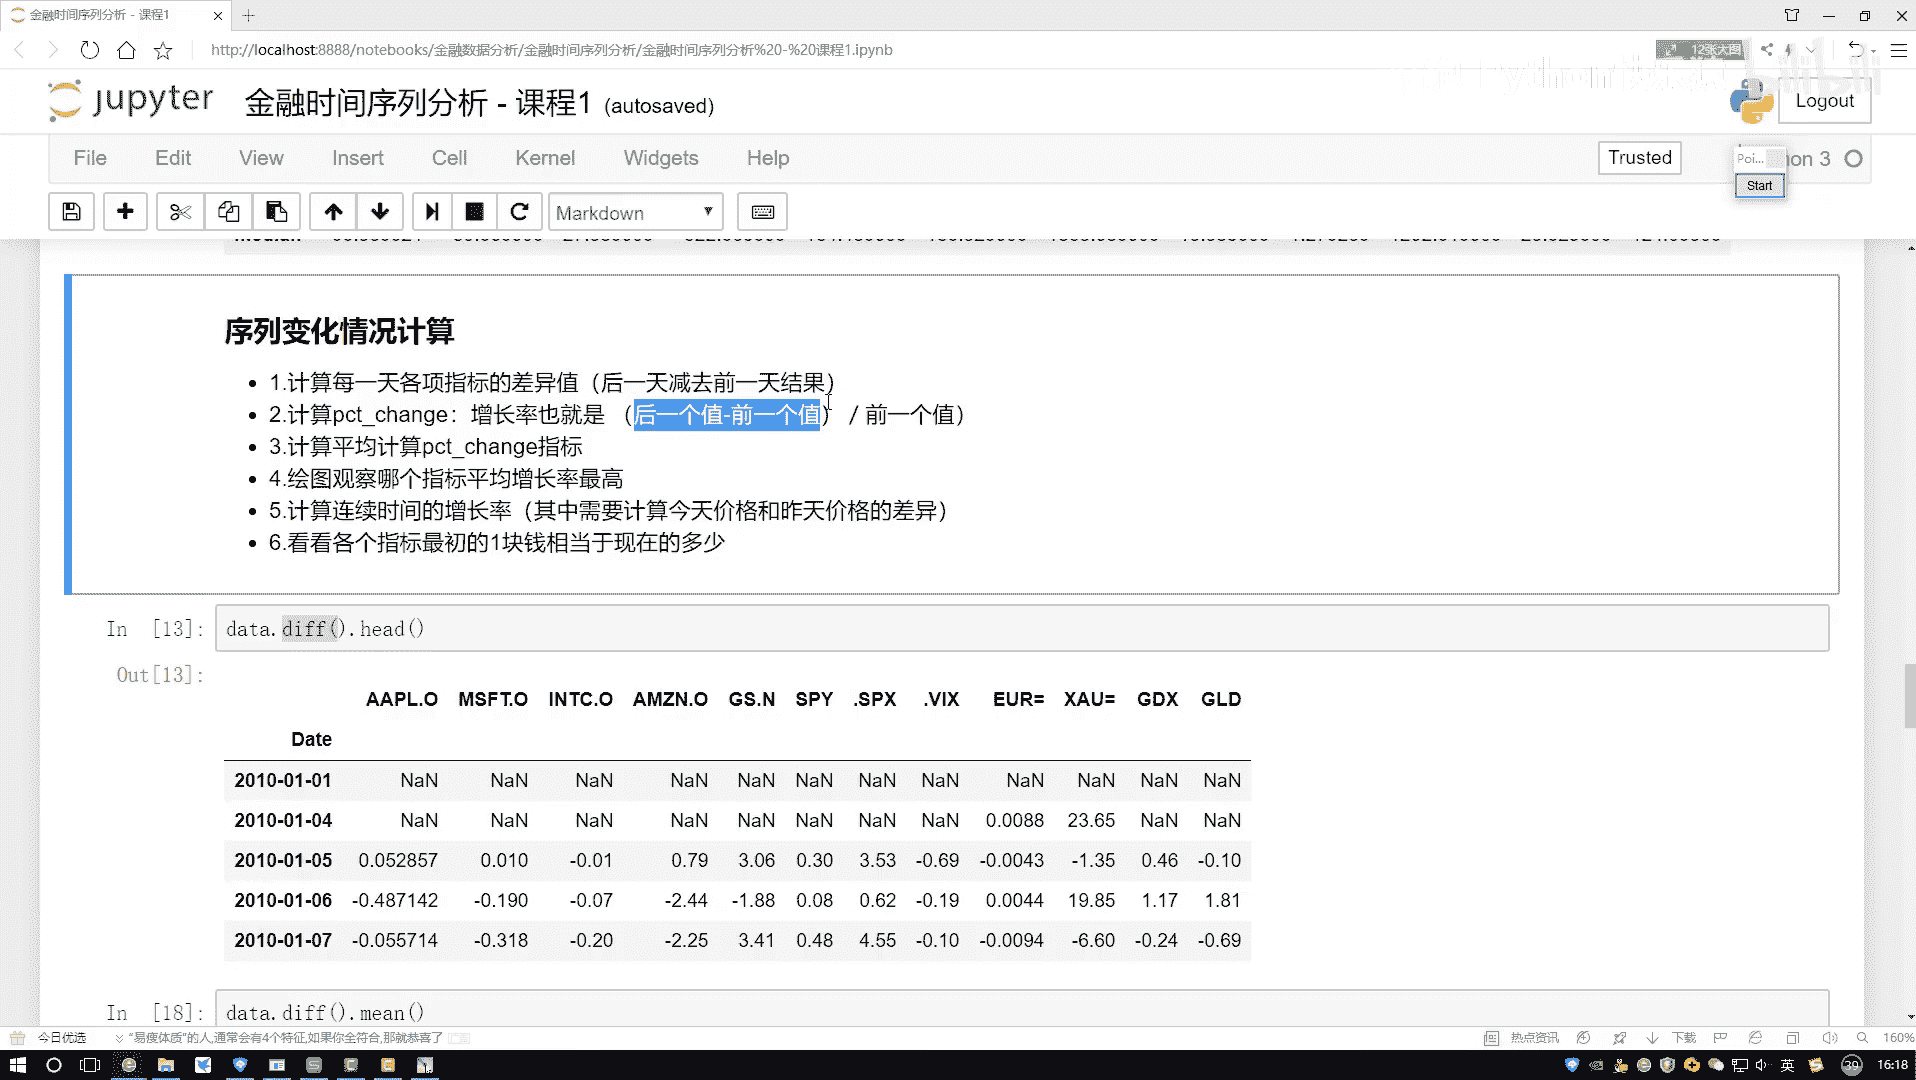 金融时间序列分析 - 课程1
http://localhost:8888/notebooks/金融数据分析/金融时间序列分析/金融时间序列分析%20-%20课程1.ipynb
12张大图
bilibili
jupyter 金融时间序列分析 - 课程1 (autosaved)
Logout
File Edit View Insert Cell Kernel Widgets Help
Trusted
Poi...
Start
Markdown
序列变化情况计算
1.计算每一天各项指标的差异值（后一天减去前一天结果）
2.计算pct_change：增长率也就是 （后一个值-前一个值） / 前一个值）
3.计算平均计算pct_change指标
4.绘图观察哪个指标平均增长率最高
5.计算连续时间的增长率（其中需要计算今天价格和昨天价格的差异）
6.看看各个指标最初的1块钱相当于现在的多少
In [13]: data.diff().head()
Out[13]:
AAPL.O MSFT.O INTC.O AMZN.O GS.N SPY .SPX .VIX EUR= XAU= GDX GLD
Date
2010-01-01 NaN NaN NaN NaN NaN NaN NaN NaN NaN NaN NaN NaN
2010-01-04 NaN NaN NaN NaN NaN NaN NaN NaN 0.0088 23.65 NaN NaN
2010-01-05 0.052857 0.010 -0.01 0.79 3.06 0.30 3.53 -0.69 -0.0043 -1.35 0.46 -0.10
2010-01-06 -0.487142 -0.190 -0.07 -2.44 -1.88 0.08 0.62 -0.19 0.0044 19.85 1.17 1.81
2010-01-07 -0.055714 -0.318 -0.20 -2.25 3.41 0.48 4.55 -0.10 -0.0094 -6.60 -0.24 -0.69
In [18]: data.diff().mean()
今日优选 “易瘦体质”的人,通常会有4个特征,如果你全符合,那就恭喜了
热点资讯 下载 160%
英 39 16:18